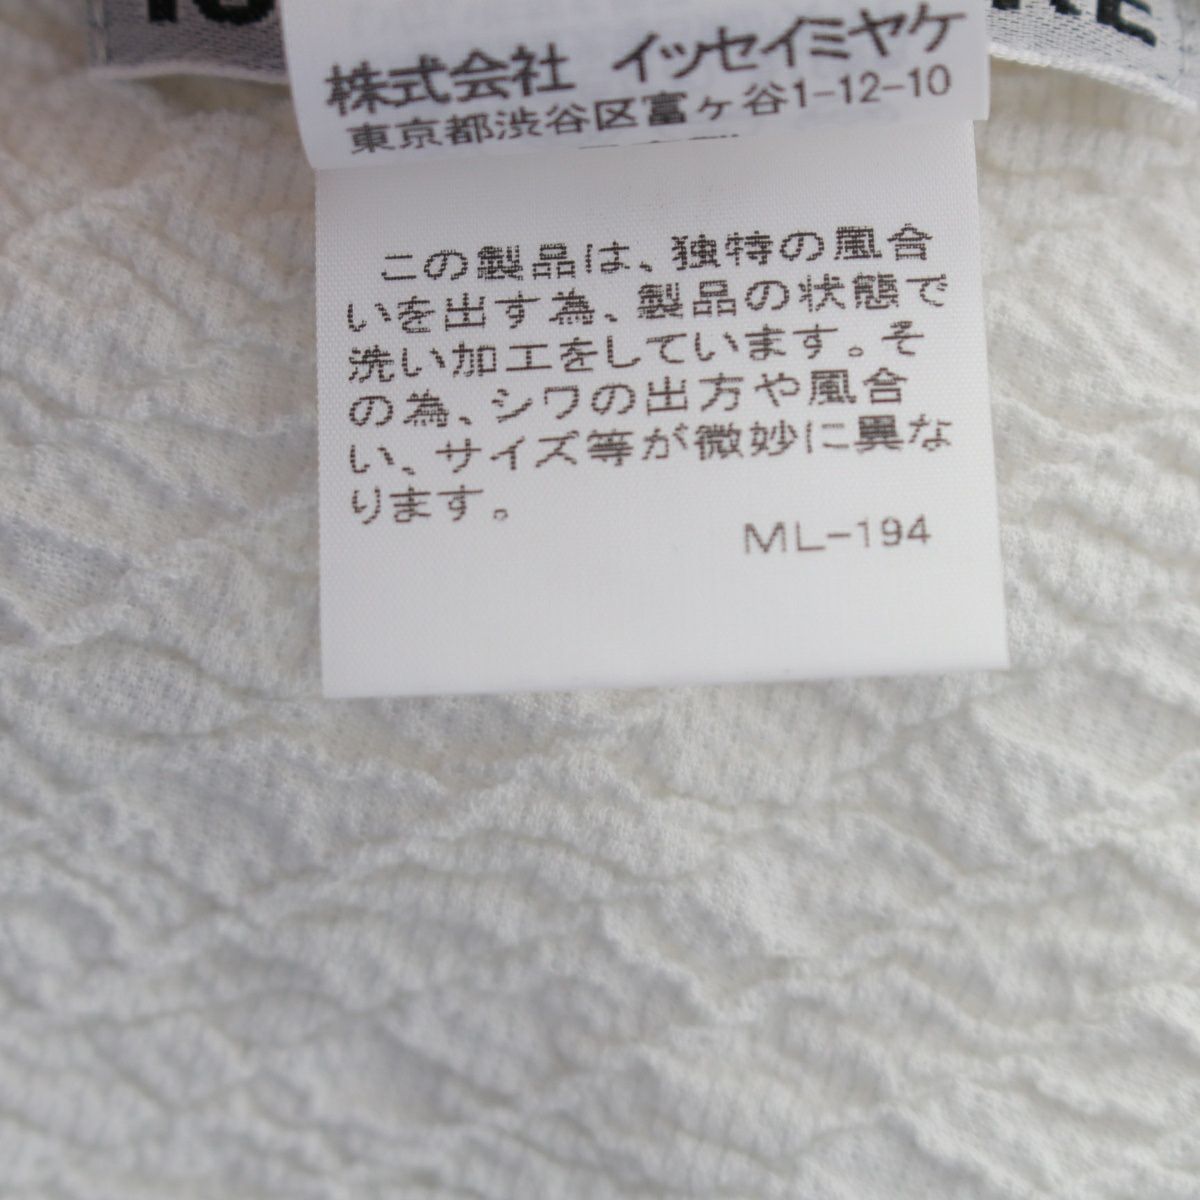 株式会社 イッセイミヤケ
東京都渋谷区富ヶ谷1-12-10
この製品は、独特の風合
いを出す為、製品の状態で
洗い加工をしています。そ
の為、シワの出方や風合
い、サイズ等が微妙に異な
ります。
ML-194